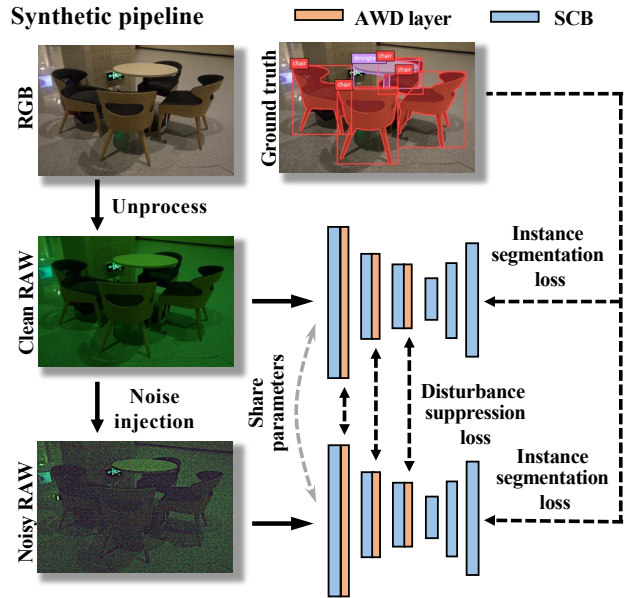 Synthetic pipeline
AWD layer
SCB
RGB
Ground truth
chair
chair
chair
chair
Unprocess
Clean RAW
Instance
segmentation
loss
Share
parameters
Noise
injection
Disturbance
suppression
loss
Noisy RAW
Instance
segmentation
loss